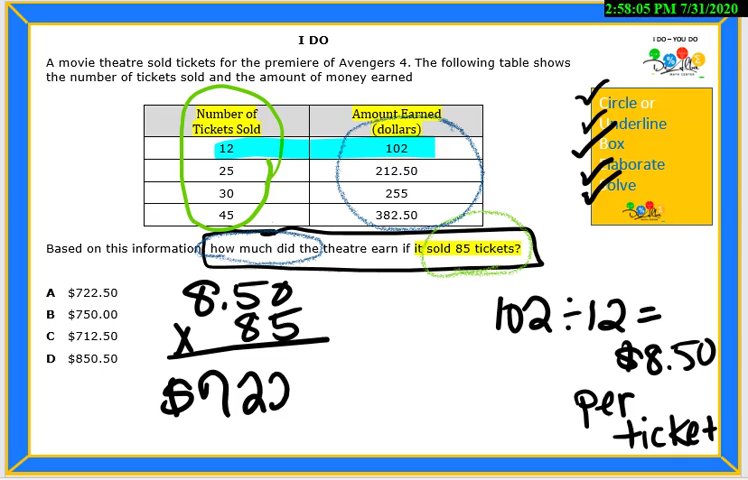 2:58:05 PM 7/31/2020
I DO
I DO – YOU DO
A movie theatre sold tickets for the premiere of Avengers 4. The following table shows
the number of tickets sold and the amount of money earned
Number of Tickets Sold	Amount Earned (dollars)
12	102
25	212.50
30	255
45	382.50
Circle or
Underline
Box
Elaborate
Solve
Based on this information, how much did the theatre earn if it sold 85 tickets?
A $722.50
B $750.00
C $712.50
D $850.50
8.50
x 85
$722
102 ÷ 12 =
$8.50
per
ticket